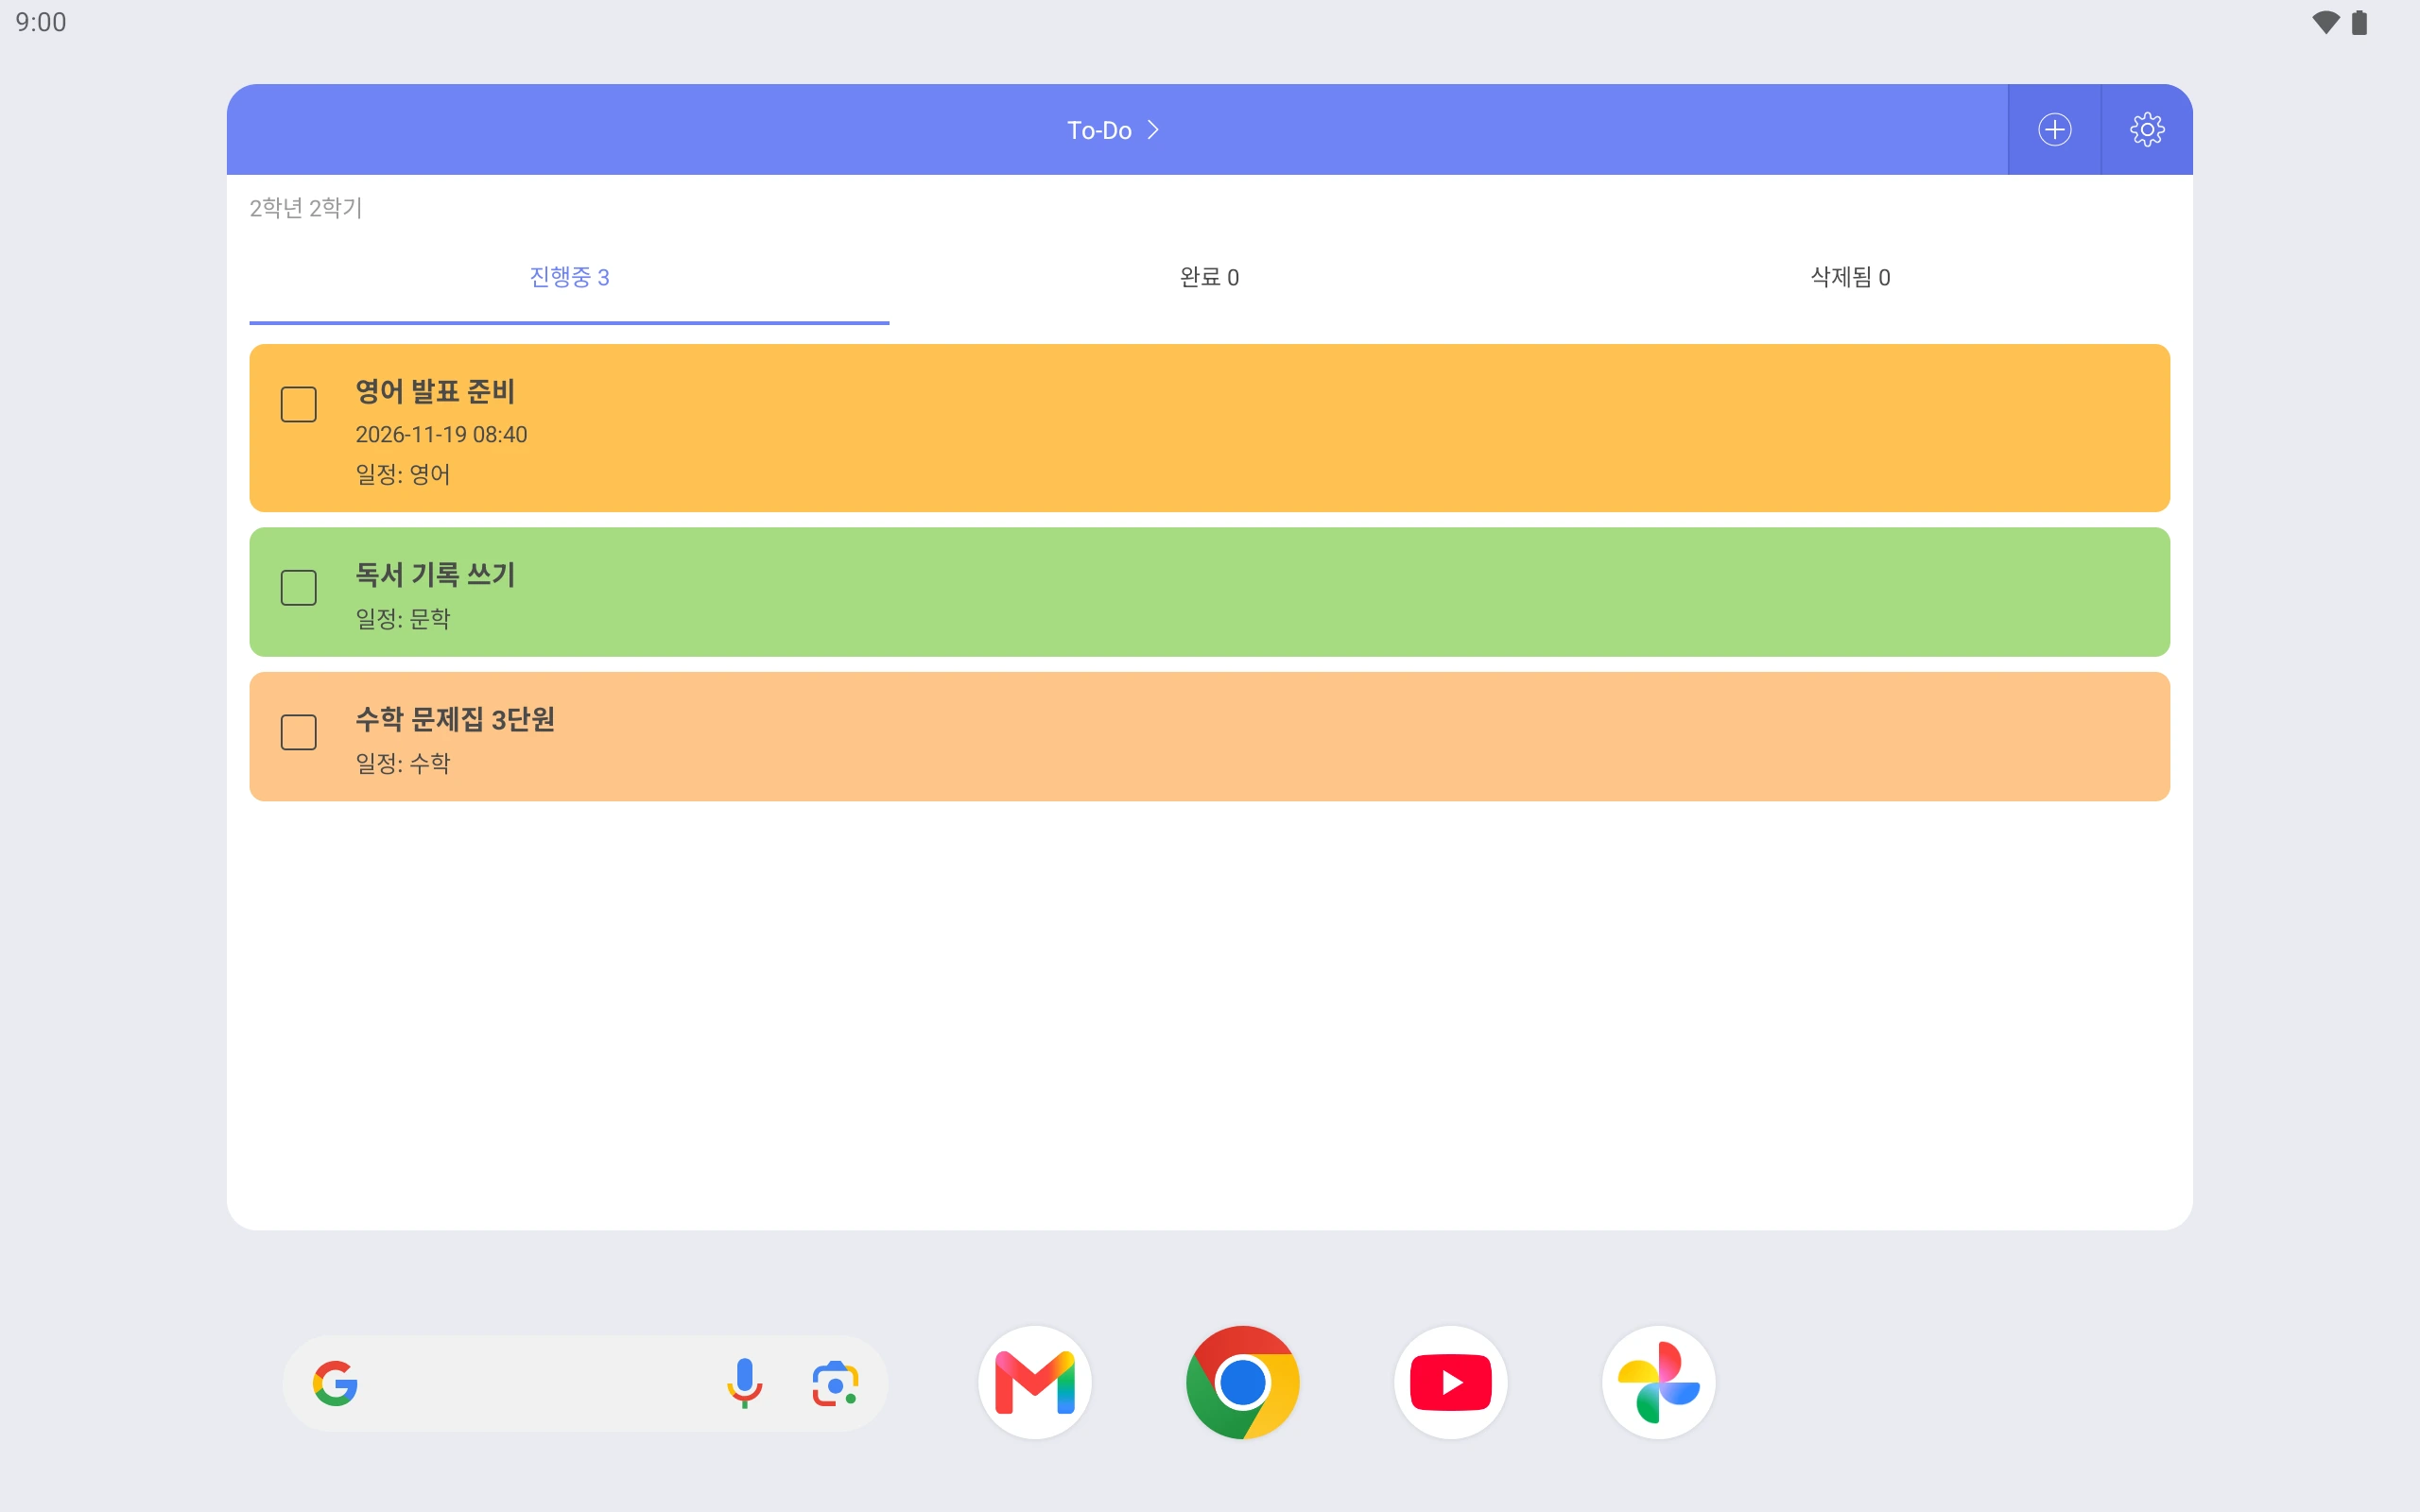 9:00
To-Do
2학년 2학기
진행중 3
완료 0
삭제됨 0
영어 발표 준비
2026-11-19 08:40
일정: 영어
독서 기록 쓰기
일정: 문학
수학 문제집 3단원
일정: 수학